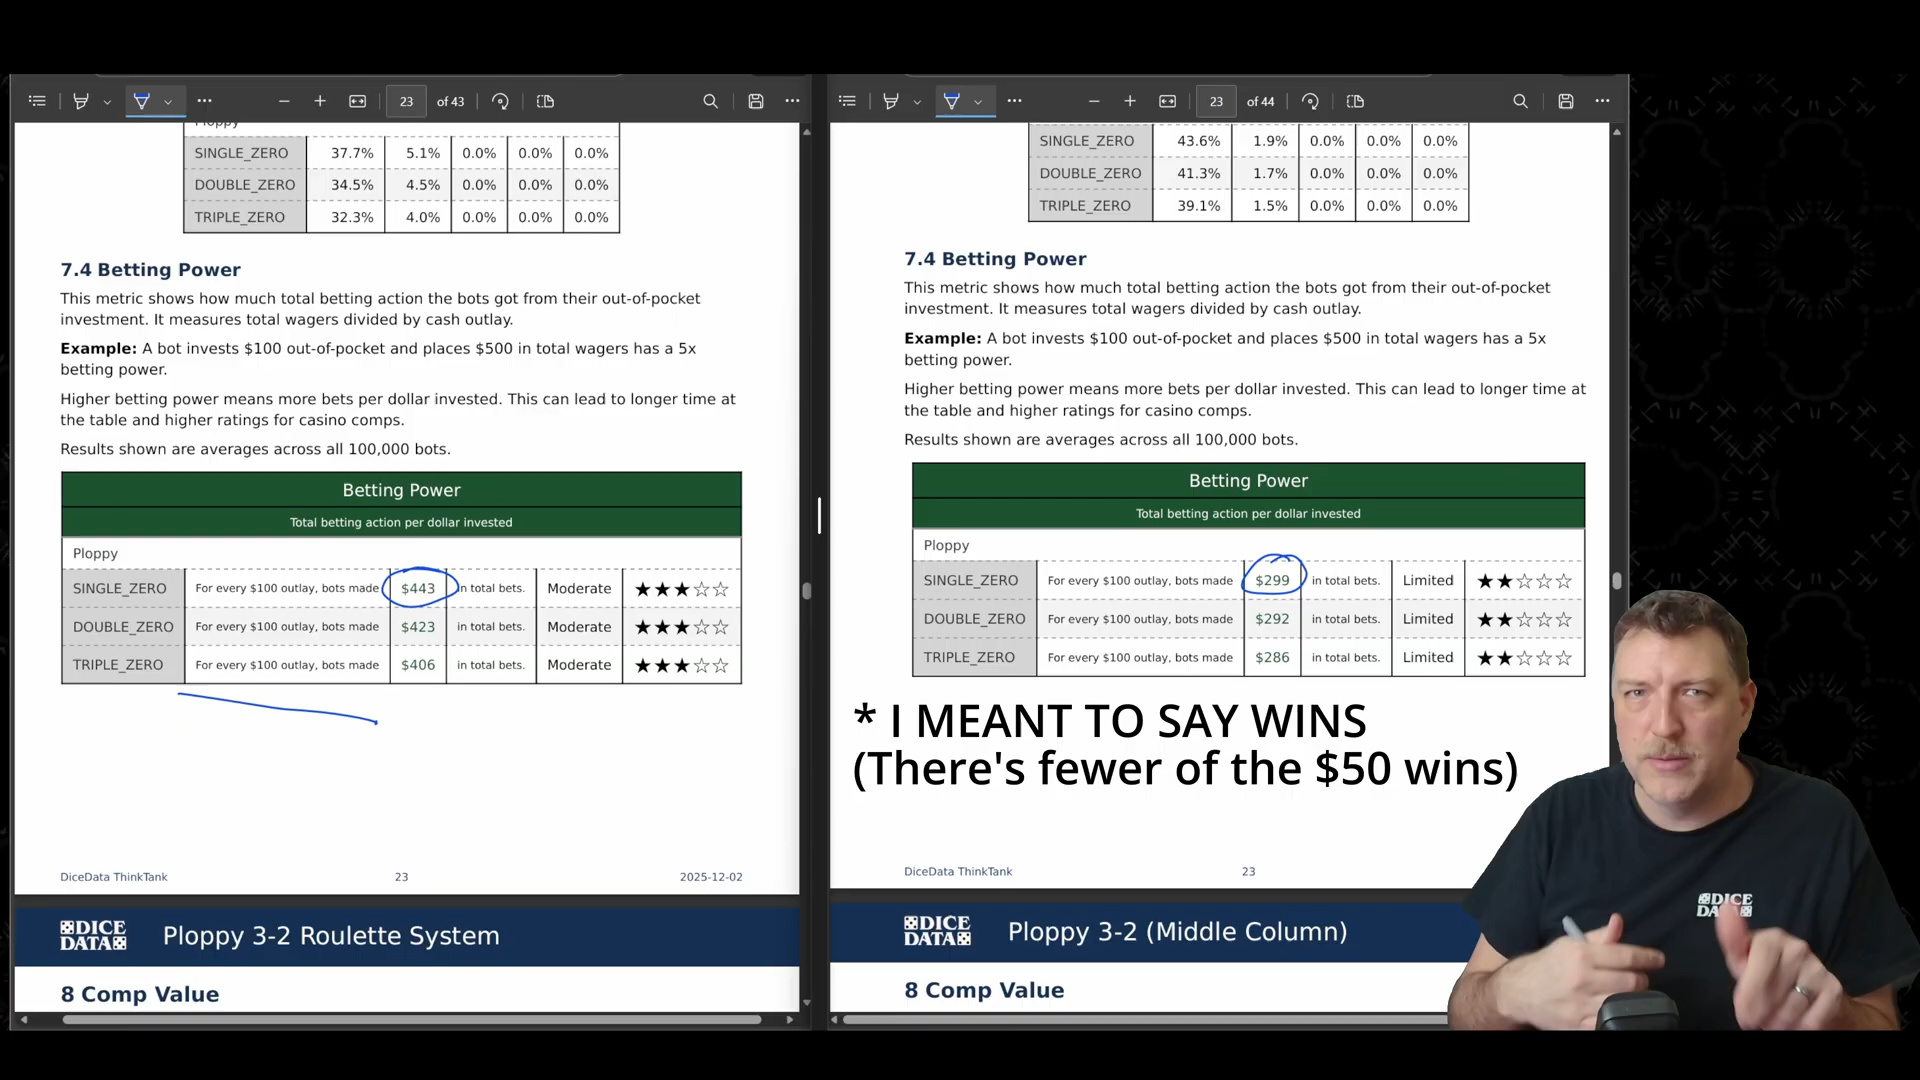 23 of 43
Ploppy
SINGLE_ZERO 37.7% 5.1% 0.0% 0.0% 0.0%
DOUBLE_ZERO 34.5% 4.5% 0.0% 0.0% 0.0%
TRIPLE_ZERO 32.3% 4.0% 0.0% 0.0% 0.0%
7.4 Betting Power
This metric shows how much total betting action the bots got from their out-of-pocket
investment. It measures total wagers divided by cash outlay.
Example: A bot invests $100 out-of-pocket and places $500 in total wagers has a 5x
betting power.
Higher betting power means more bets per dollar invested. This can lead to longer time at
the table and higher ratings for casino comps.
Results shown are averages across all 100,000 bots.
Betting Power
Total betting action per dollar invested
Ploppy
SINGLE_ZERO For every $100 outlay, bots made $443 in total bets. Moderate ★★★☆☆
DOUBLE_ZERO For every $100 outlay, bots made $423 in total bets. Moderate ★★★☆☆
TRIPLE_ZERO For every $100 outlay, bots made $406 in total bets. Moderate ★★★☆☆
DiceData ThinkTank 23 2025-12-02
DICE
DATA
Ploppy 3-2 Roulette System
8 Comp Value
23 of 44
SINGLE_ZERO 43.6% 1.9% 0.0% 0.0% 0.0%
DOUBLE_ZERO 41.3% 1.7% 0.0% 0.0% 0.0%
TRIPLE_ZERO 39.1% 1.5% 0.0% 0.0% 0.0%
7.4 Betting Power
This metric shows how much total betting action the bots got from their out-of-pocket
investment. It measures total wagers divided by cash outlay.
Example: A bot invests $100 out-of-pocket and places $500 in total wagers has a 5x
betting power.
Higher betting power means more bets per dollar invested. This can lead to longer time at
the table and higher ratings for casino comps.
Results shown are averages across all 100,000 bots.
Betting Power
Total betting action per dollar invested
Ploppy
SINGLE_ZERO For every $100 outlay, bots made $299 in total bets. Limited ★★☆☆☆
DOUBLE_ZERO For every $100 outlay, bots made $292 in total bets. Limited ★★☆☆☆
TRIPLE_ZERO For every $100 outlay, bots made $286 in total bets. Limited ★★☆☆☆
* I MEANT TO SAY WINS
(There's fewer of the $50 wins)
DiceData ThinkTank 23
DICE
DATA
Ploppy 3-2 (Middle Column)
8 Comp Value
DICE
DATA